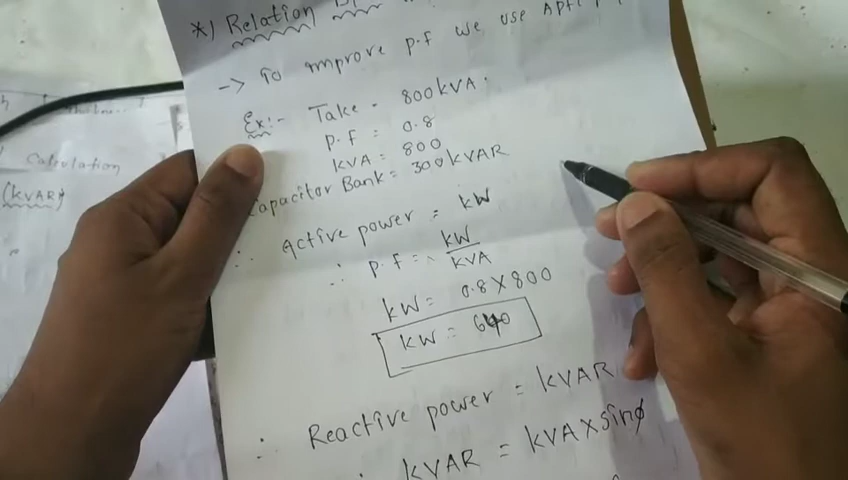 *) Relation
-> To improve p.f we use APFC
Ex:- Take - 800kVA.
P.F = 0.8
kVA = 800
Capacitor Bank = 300kVAR
∴ Active power = kW
∴ P.F = kW/kVA
kW = 0.8 X 800
kW = 640
∴ Reactive power = kVAR
kVAR = kVA X sinϕ
Calculation
(kVAR)